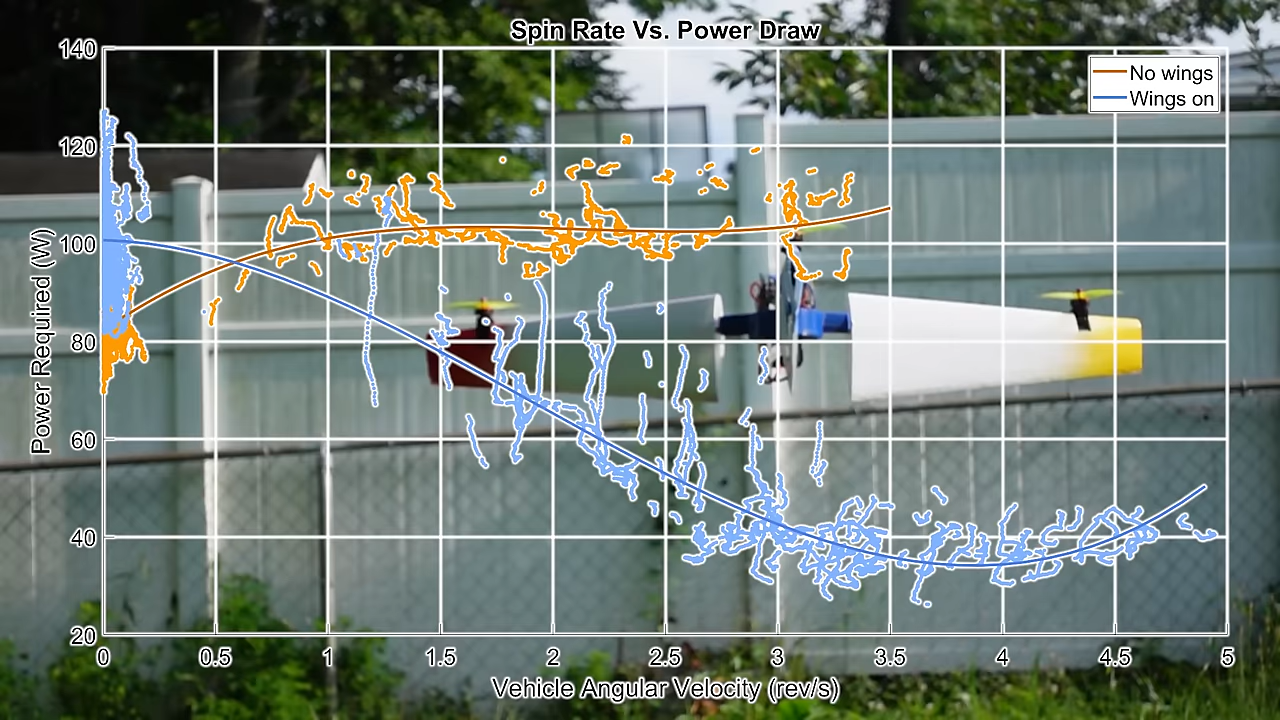 Spin Rate Vs. Power Draw
No wings
Wings on
140
120
100
80
60
40
20
Power Required (W)
0 0.5 1 1.5 2 2.5 3 3.5 4 4.5 5
Vehicle Angular Velocity (rev/s)